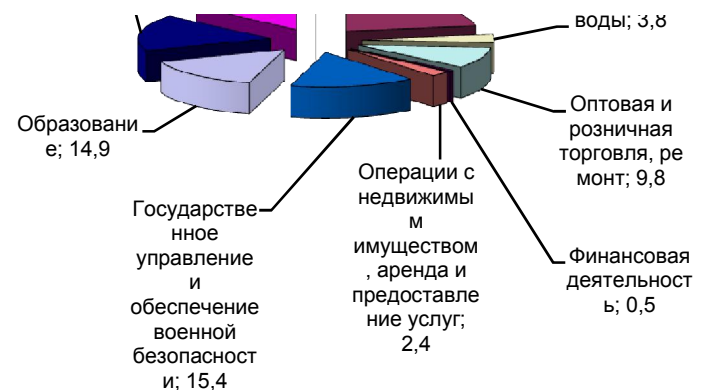 воды; 3,8
Образовани
е; 14,9
Оптовая и
розничная
торговля, ре
монт; 9,8
Операции с
недвижимы
м
имуществом
, аренда и
предоставле
ние услуг;
2,4
Государстве
нное
управление
и
обеспечение
военной
безопасност
и; 15,4
Финансовая
деятельност
ь; 0,5